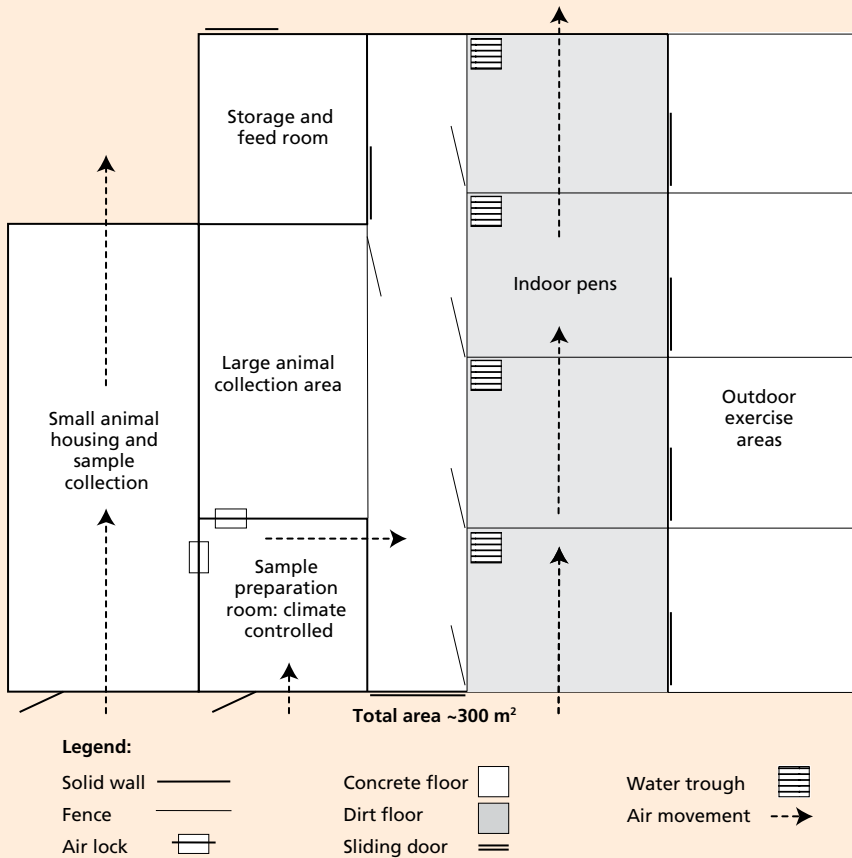 Storage and
feed room
Indoor pens
Large animal
collection area
Small animal
housing and
sample
collection
Outdoor
exercise
areas
Sample
preparation
room: climate
controlled
Total area ~300 m²
Legend:
Solid wall
Fence
Air lock
Concrete floor
Dirt floor
Sliding door
Water trough
Air movement